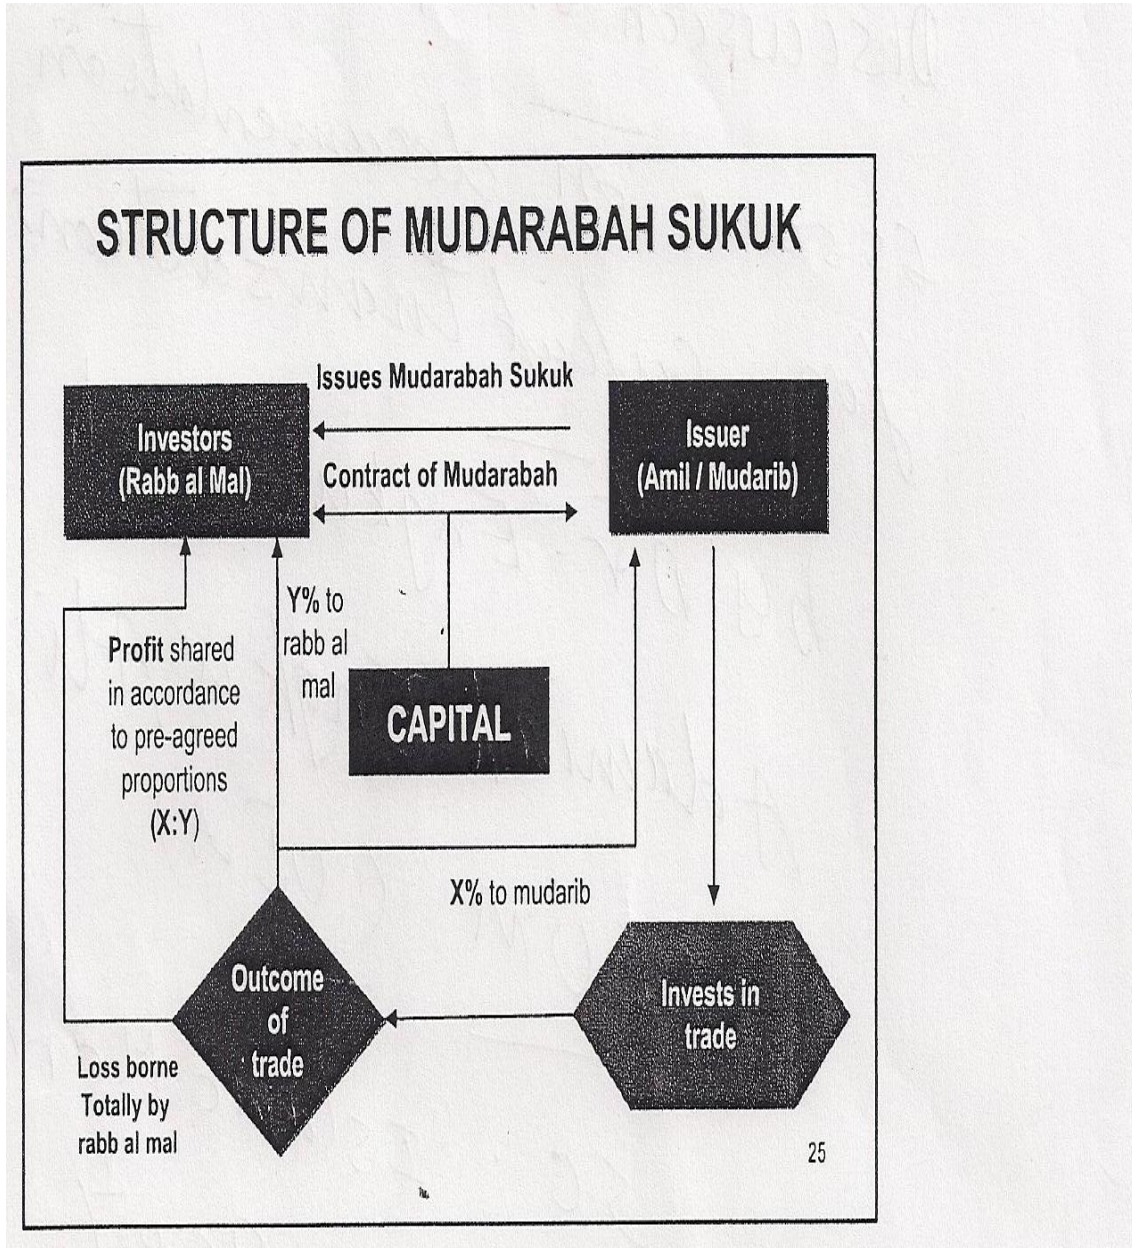 STRUCTURE OF MUDARABAH SUKUK
Issues Mudarabah Sukuk
Investors
(Rabb al Mal)
Issuer
(Amil / Mudarib)
Contract of Mudarabah
Y% to
rabb al
mal
Profit shared
in accordance
to pre-agreed
proportions
(X:Y)
CAPITAL
X% to mudarib
Outcome
of
trade
Invests in
trade
Loss borne
Totally by
rabb al mal
25